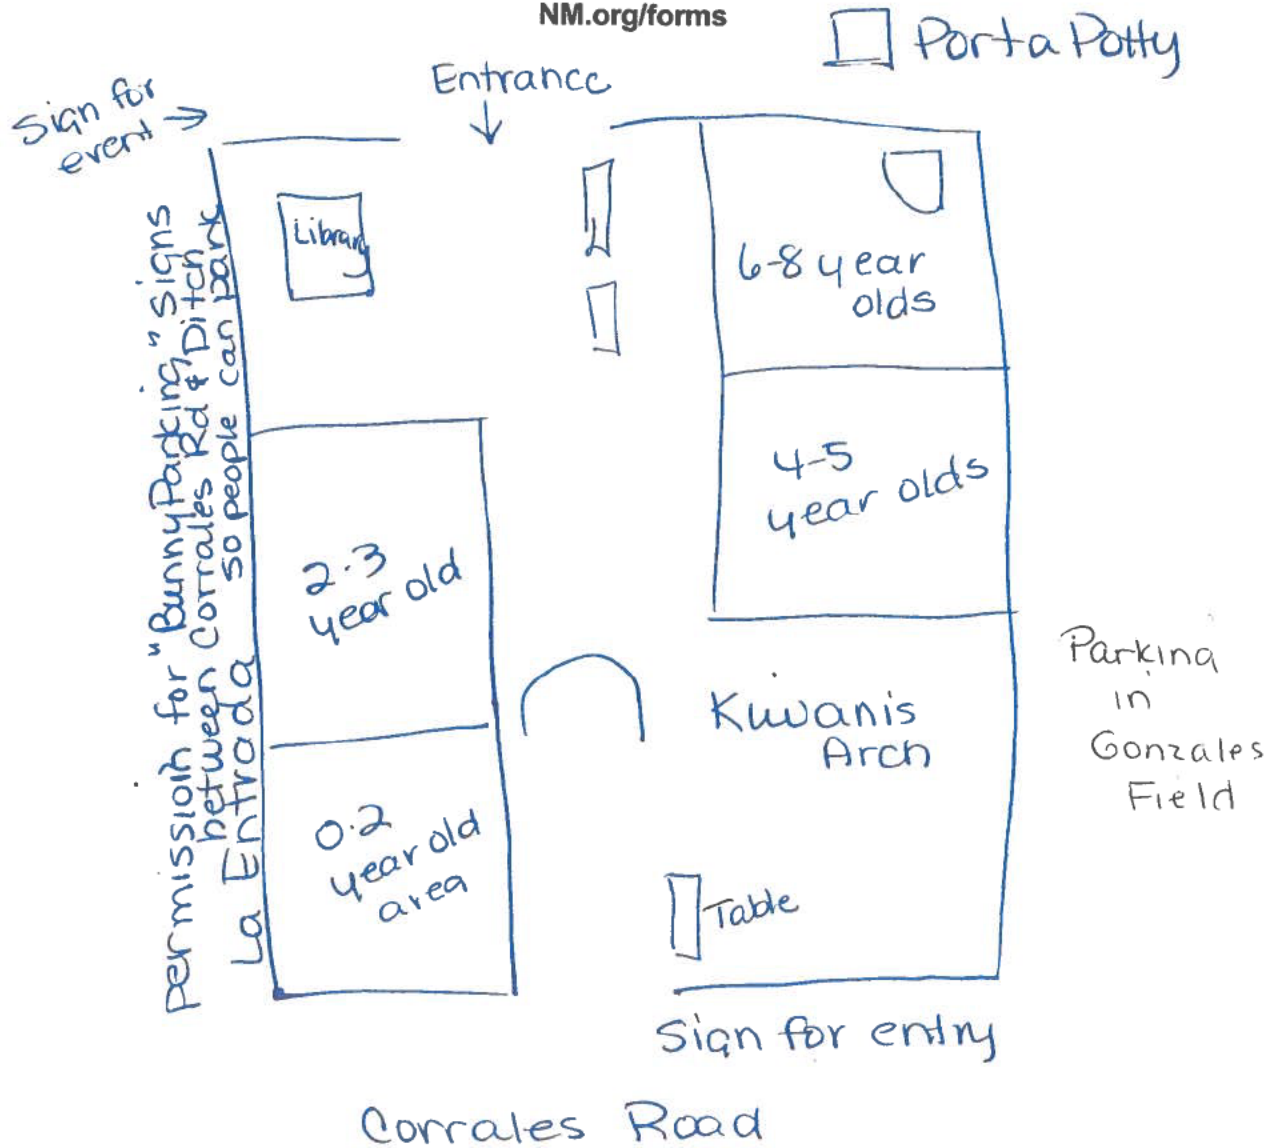 NM.org/forms
Porta Potty
Entrance
Sign for
event
Library
6-8 year
olds
4-5
year olds
2.3
year old
0.2
year old
area
Kiwanis
Arch
Table
Parking
in
Gonzales
Field
Permission for "Bunny Parking" signs
between Corrales Rd & Ditch
so people can park
La Entrada
Sign for entry
Corrales Road